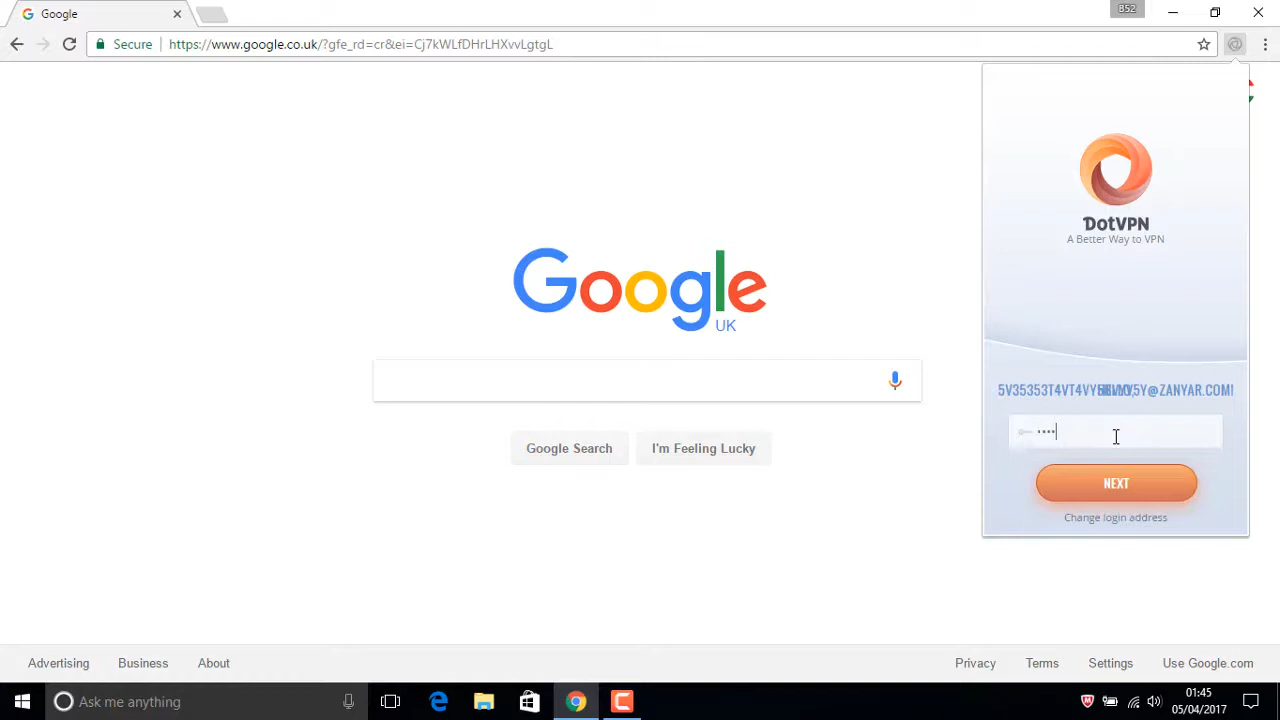 Google
B52
Secure
https://www.google.co.uk/?gfe_rd=cr&ei=Cj7kWLfDHrLHXvvLgtgL
DotVPN
A Better Way to VPN
Google
UK
••••
NEXT
Google Search
I'm Feeling Lucky
Change login address
Advertising
Business
About
Privacy
Terms
Settings
Use Google.com
Ask me anything
01:45
05/04/2017